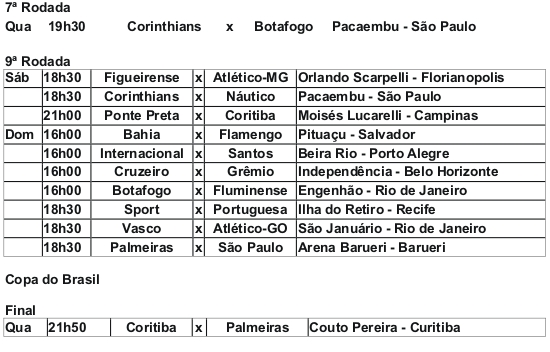 7ª Rodada
Qua 19h30 Corinthians x Botafogo Pacaembu - São Paulo
9ª Rodada
Sáb 18h30 Figueirense x Atlético-MG Orlando Scarpelli - Florianopolis
18h30 Corinthians x Náutico Pacaembu - São Paulo
21h00 Ponte Preta x Coritiba Moisés Lucarelli - Campinas
Dom 16h00 Bahia x Flamengo Pituaçu - Salvador
16h00 Internacional x Santos Beira Rio - Porto Alegre
16h00 Cruzeiro x Grêmio Independência - Belo Horizonte
16h00 Botafogo x Fluminense Engenhão - Rio de Janeiro
18h30 Sport x Portuguesa Ilha do Retiro - Recife
18h30 Vasco x Atlético-GO São Januário - Rio de Janeiro
18h30 Palmeiras x São Paulo Arena Barueri - Barueri
Copa do Brasil
Final
Qua 21h50 Coritiba x Palmeiras Couto Pereira - Curitiba